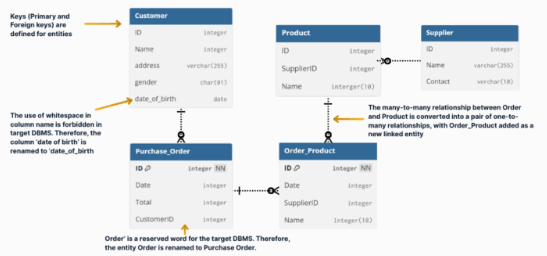 Keys (Primary and
Foreign keys) are
defined for entities
Customer
ID integer
Name integer
address verchar(255)
gender char(01)
date_of_birth date
Product
ID integer
SupplierID integer
Name interger(10)
Supplier
ID integer
Name varchar(255)
Contact verchar(10)
The use of whitespace in
column name is forbidden in
target DBMS. Therefore, the
column 'date of birth' is
renamed to 'date_of_birth
The many-to-many relationship between Order
and Product is converted into a pair of one-to-
many relationships, with Order_Product added as a
new linked entity
Purchase_Order
ID integer NN
Date integer
Total integer
CustomerID integer
Order_Product
ID integer NN
Date integer
SupplierID integer
Name Integer(10)
Order' is a reserved word for the target DBMS. Therefore,
the entity Order is renamed to Purchase Order.